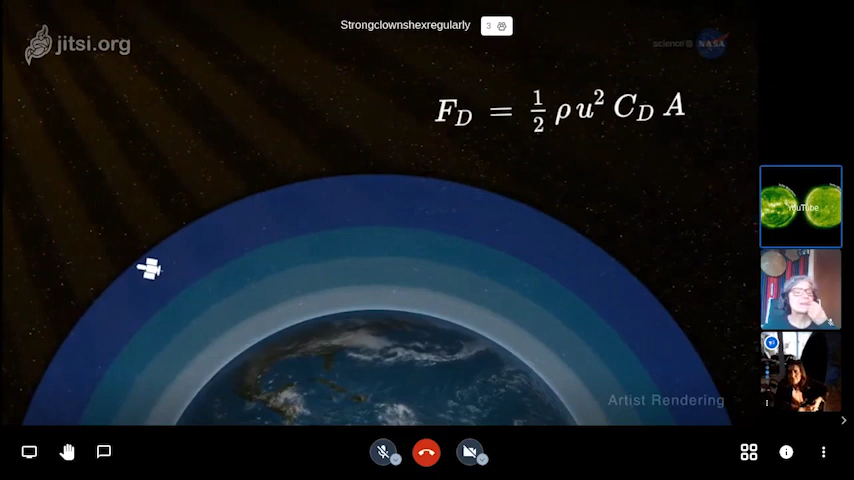 Strongclownshexregularly
3
jitsi.org
science@
NASA
F_D = 1/2 ρ u² C_D A
YouTube
Artist Rendering